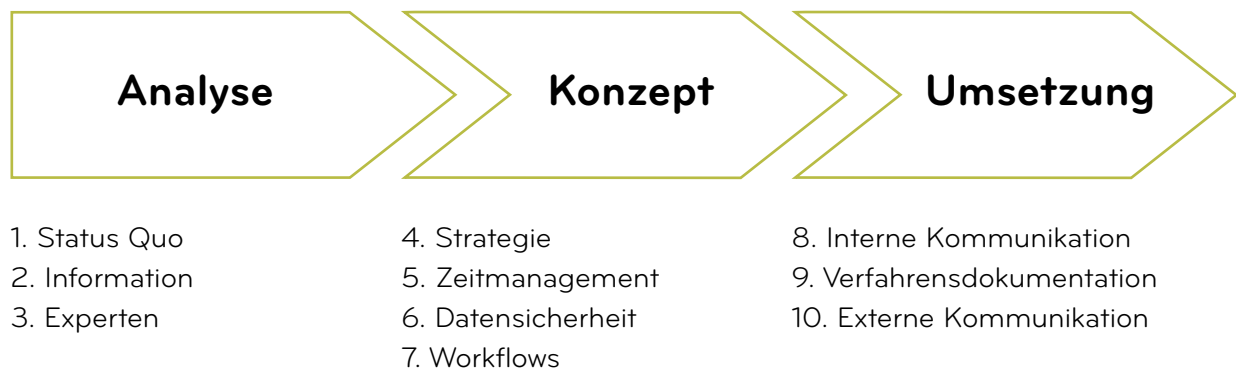 Analyse
Konzept
Umsetzung
1. Status Quo
2. Information
3. Experten
4. Strategie
5. Zeitmanagement
6. Datensicherheit
7. Workflows
8. Interne Kommunikation
9. Verfahrensdokumentation
10. Externe Kommunikation